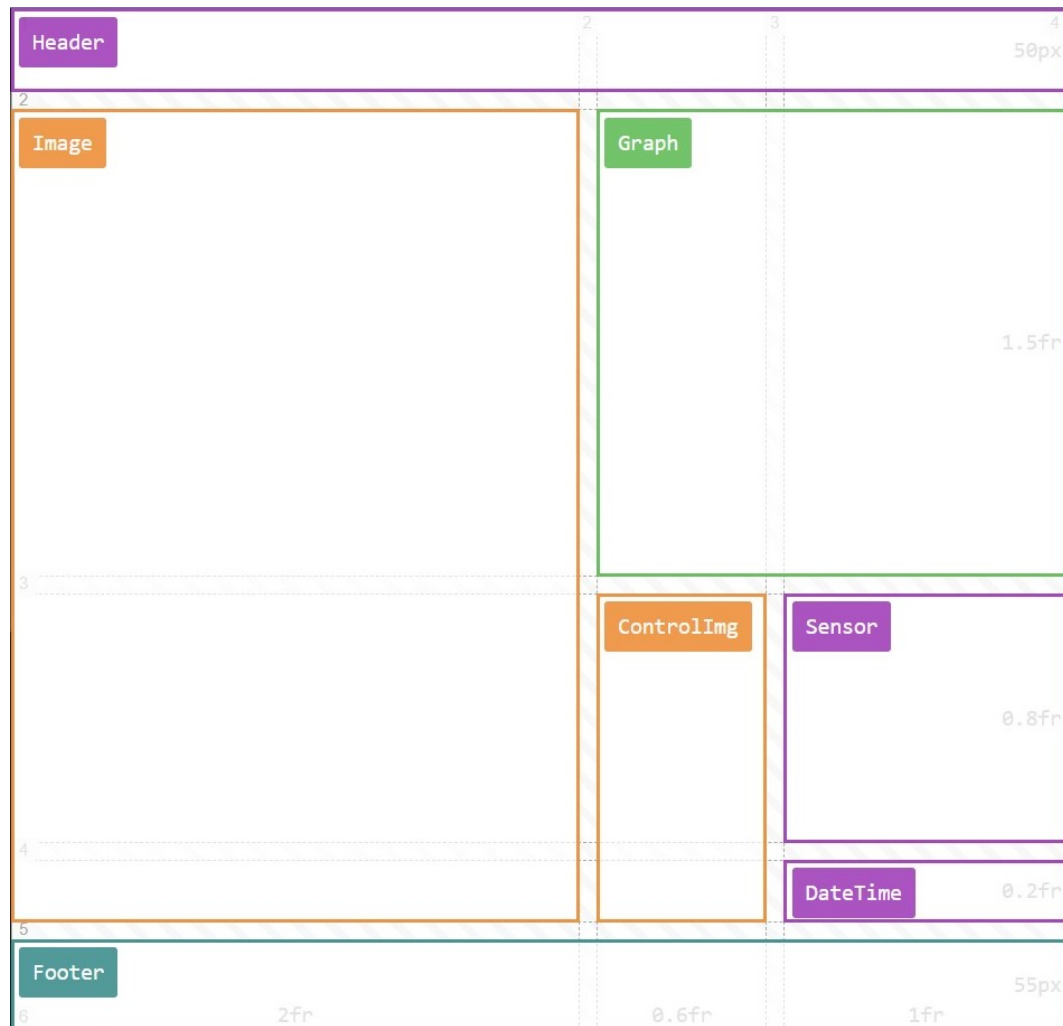 Header
2 3 4
50px
2
Image Graph
1.5fr
3
ControlImg Sensor
0.8fr
4
DateTime 0.2fr
5
Footer
55px
6 2fr 0.6fr 1fr